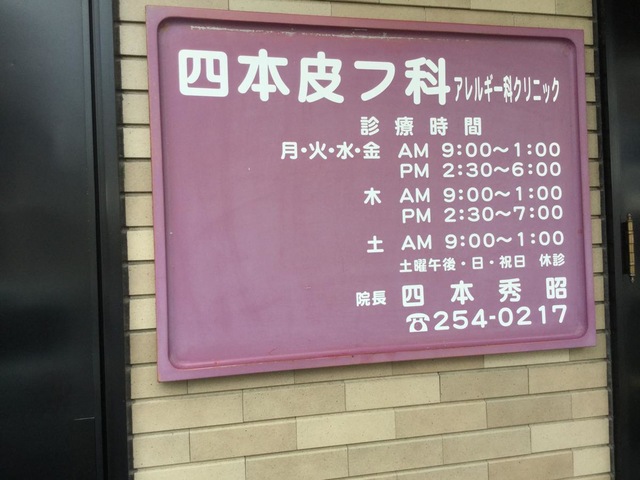 四本皮フ科アレルギー科クリニック
診療時間
月・火・水・金 AM 9:00〜1:00
PM 2:30〜6:00
木 AM 9:00〜1:00
PM 2:30〜7:00
土 AM 9:00〜1:00
土曜午後・日・祝日 休診
院長 四本秀昭
☎254-0217